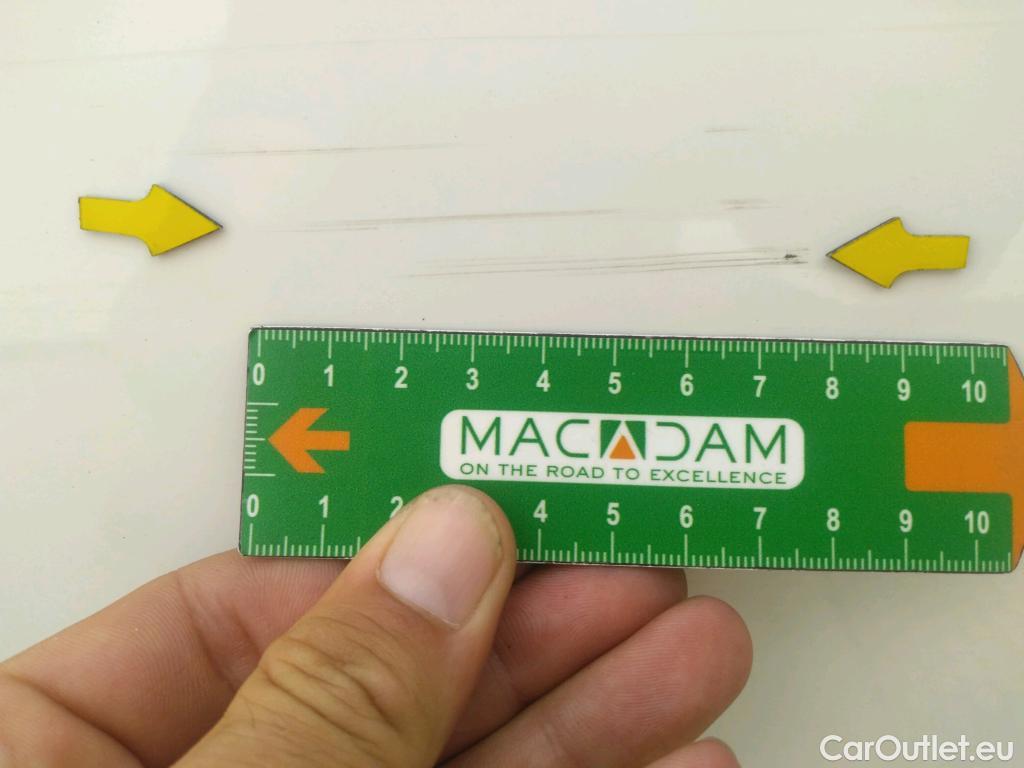 0 1 2 3 4 5 6 7 8 9 10
MACADAM
ON THE ROAD TO EXCELLENCE
0 1 2 4 5 6 7 8 9 10
CarOutlet.eu